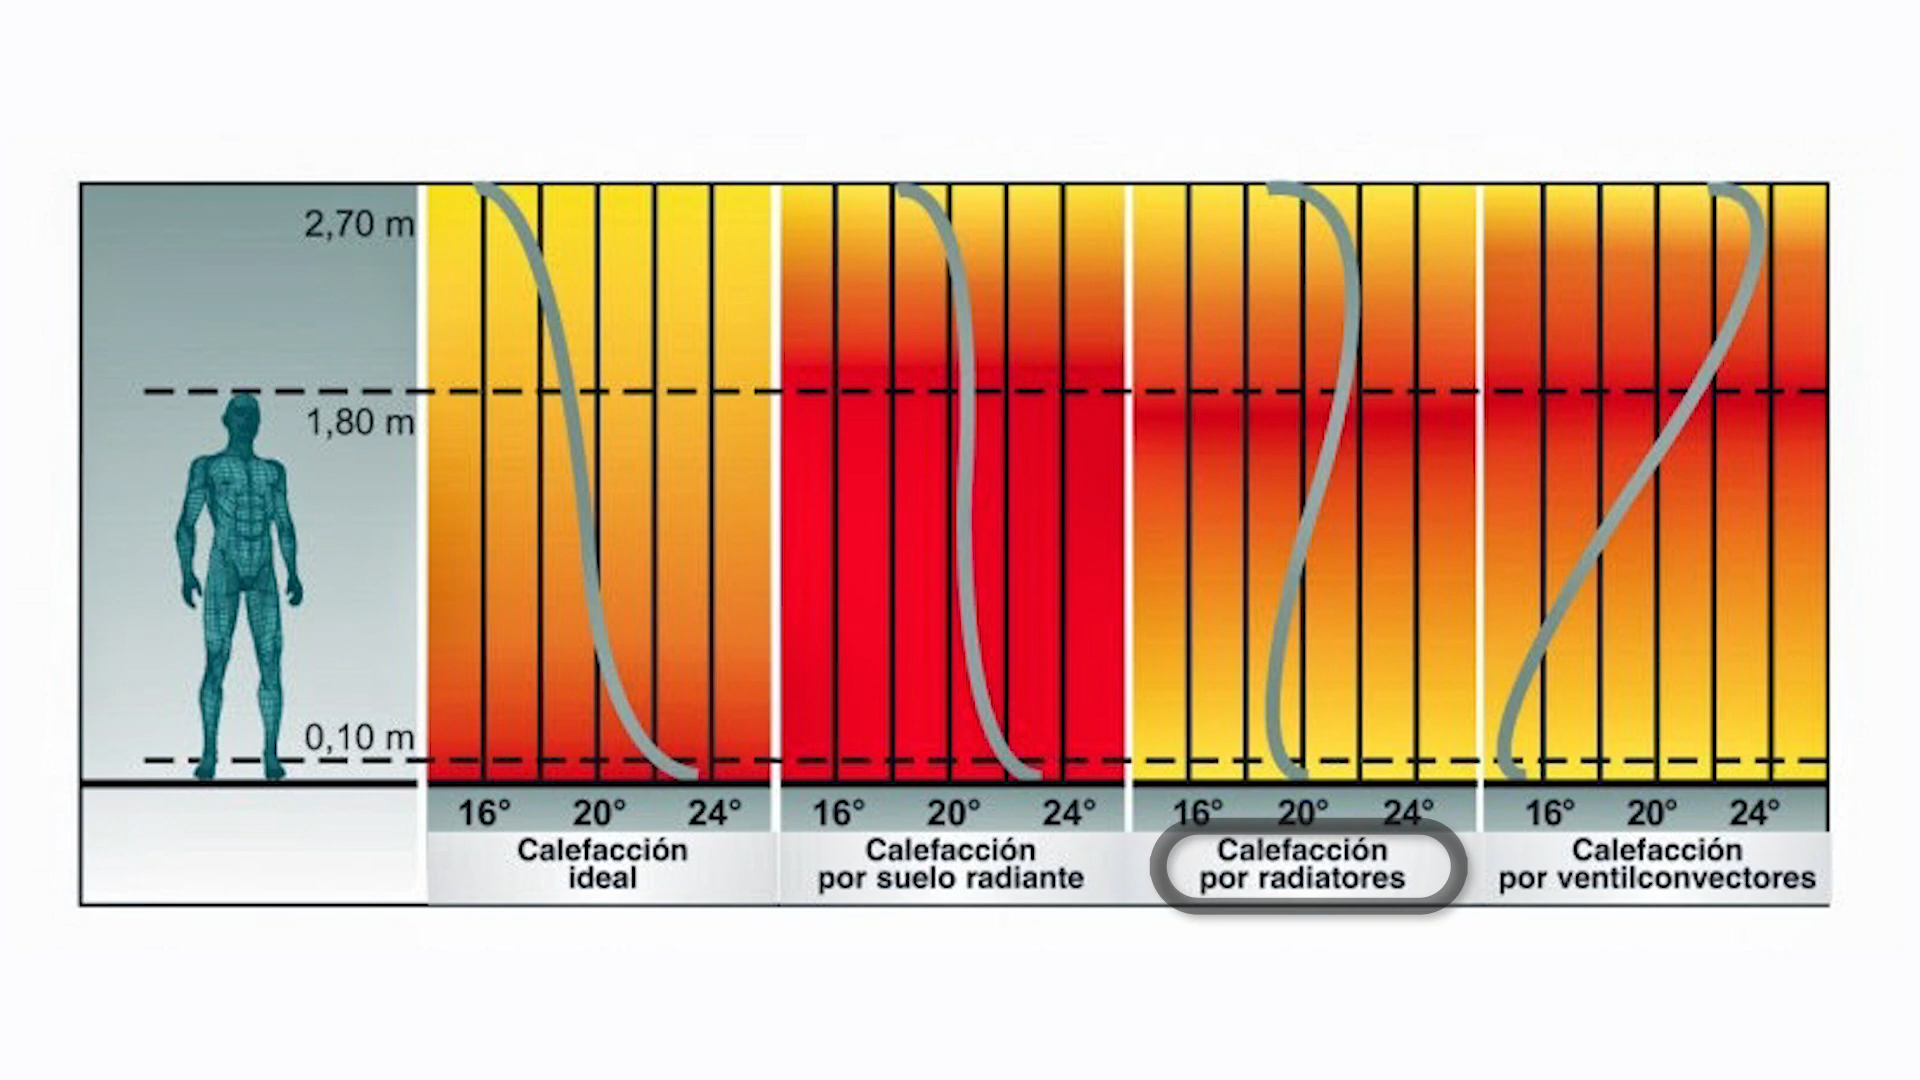 2,70 m
1,80 m
0,10 m
16° 20° 24°
Calefacción
ideal
16° 20° 24°
Calefacción
por suelo radiante
16° 20° 24°
Calefacción
por radiatores
16° 20° 24°
Calefacción
por ventilconvectores